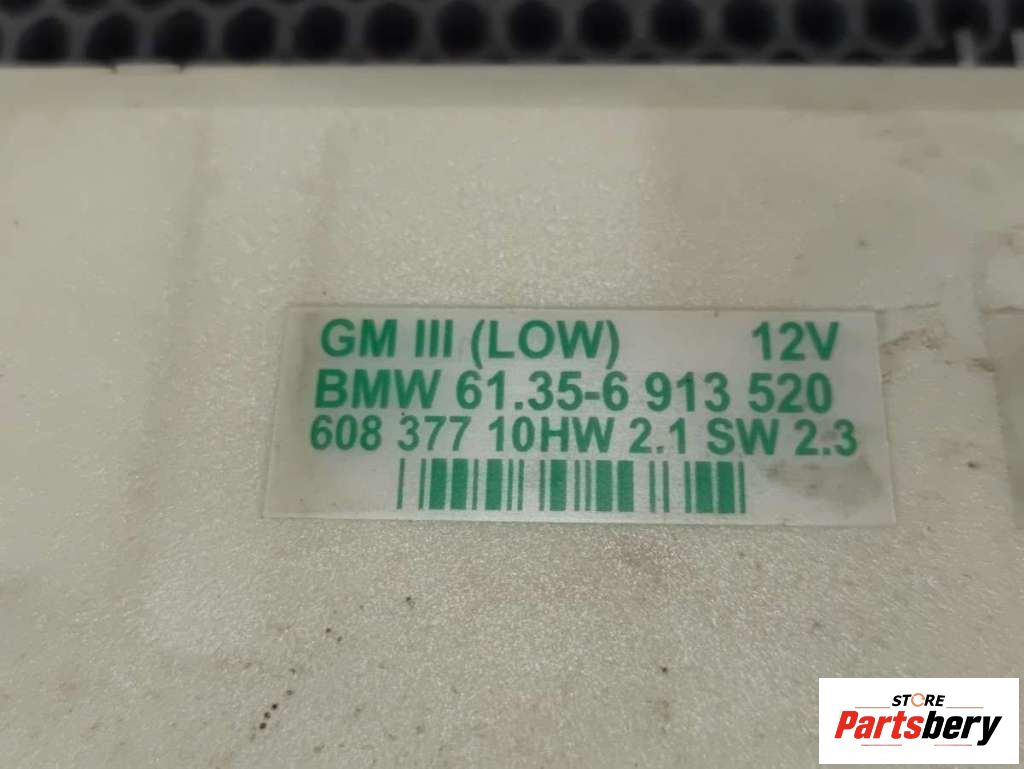 GM III (LOW) 12V
BMW 61.35-6 913 520
608 377 10HW 2.1 SW 2.3
STORE
Partsbery